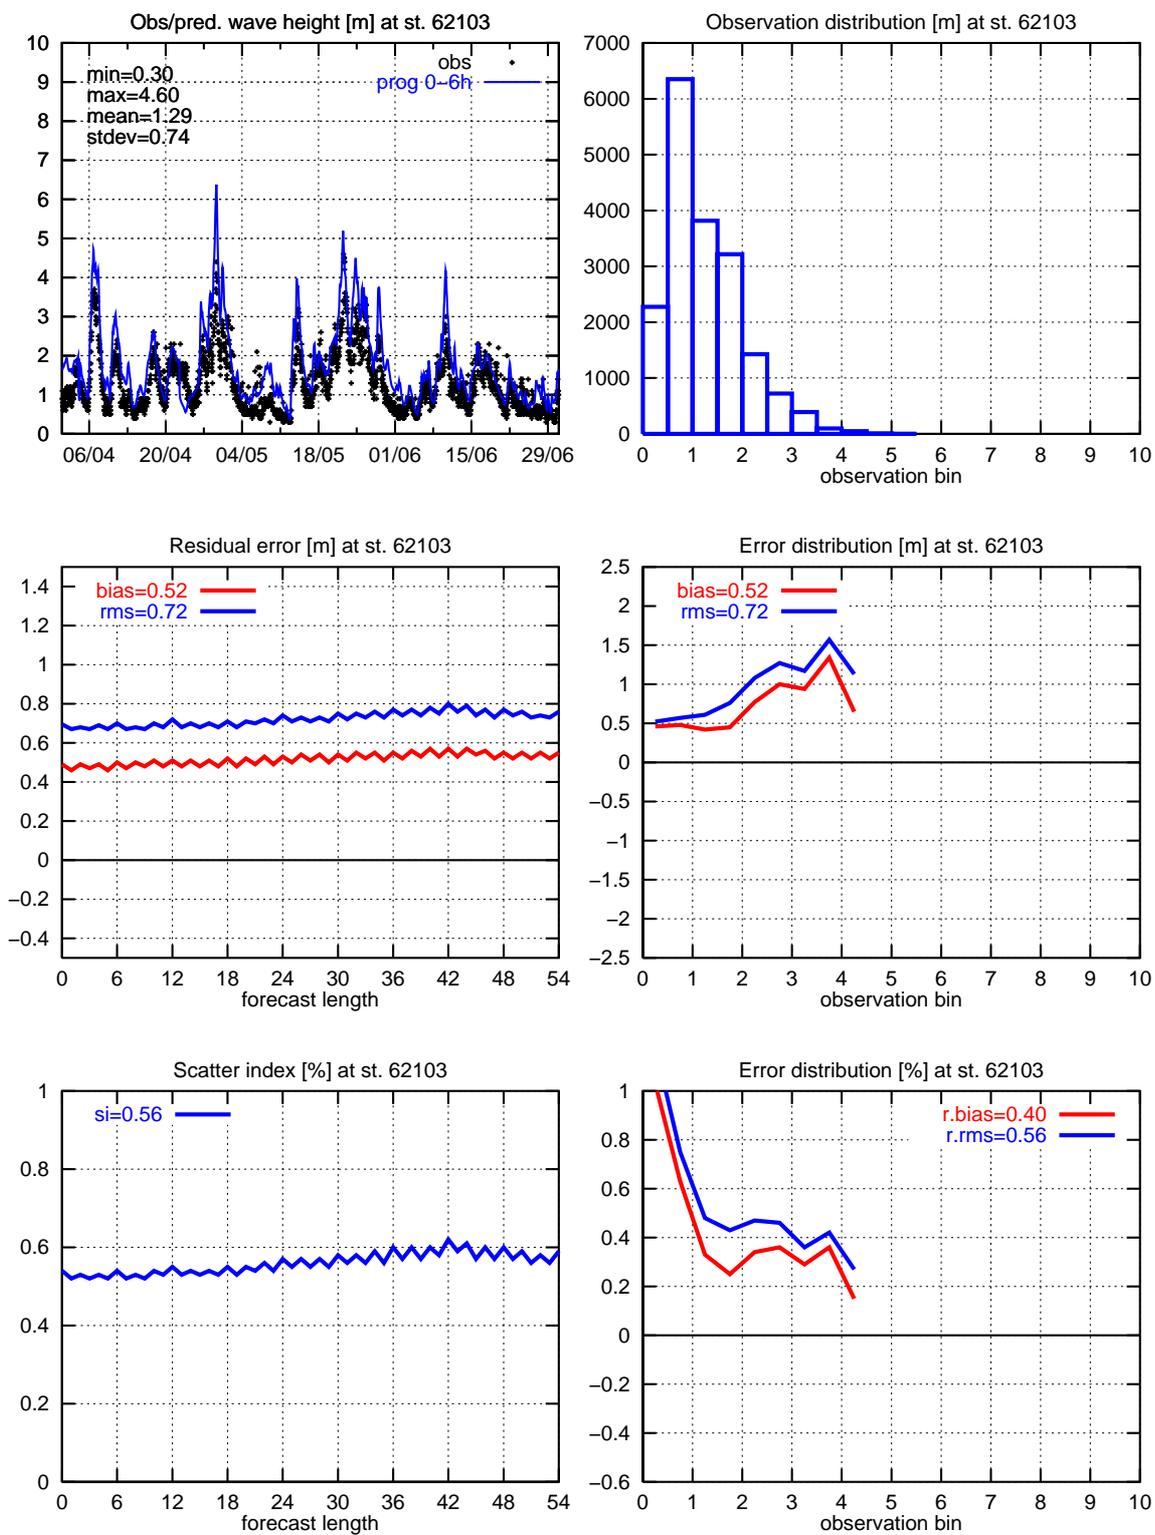 Obs/pred. wave height [m] at st. 62103
10
9
8
7
6
5
4
3
2
1
0
min=0.30
max=4.60
mean=1.29
stdev=0.74
obs
prog 0-6h
06/04 20/04 04/05 18/05 01/06 15/06 29/06
Observation distribution [m] at st. 62103
7000
6000
5000
4000
3000
2000
1000
0
0 1 2 3 4 5 6 7 8 9 10
observation bin
Residual error [m] at st. 62103
1.4
1.2
1
0.8
0.6
0.4
0.2
0
−0.2
−0.4
bias=0.52
rms=0.72
0 6 12 18 24 30 36 42 48 54
forecast length
Error distribution [m] at st. 62103
2.5
2
1.5
1
0.5
0
−0.5
−1
−1.5
−2
−2.5
bias=0.52
rms=0.72
0 1 2 3 4 5 6 7 8 9 10
observation bin
Scatter index [%] at st. 62103
1
0.8
0.6
0.4
0.2
0
si=0.56
0 6 12 18 24 30 36 42 48 54
forecast length
Error distribution [%] at st. 62103
1
0.8
0.6
0.4
0.2
0
−0.2
−0.4
−0.6
r.bias=0.40
r.rms=0.56
0 1 2 3 4 5 6 7 8 9 10
observation bin